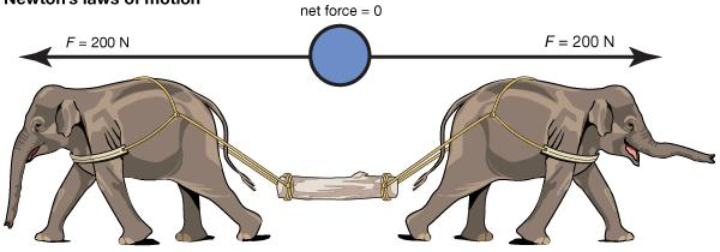 Newton's laws of motion
net force = 0
F = 200 N
F = 200 N